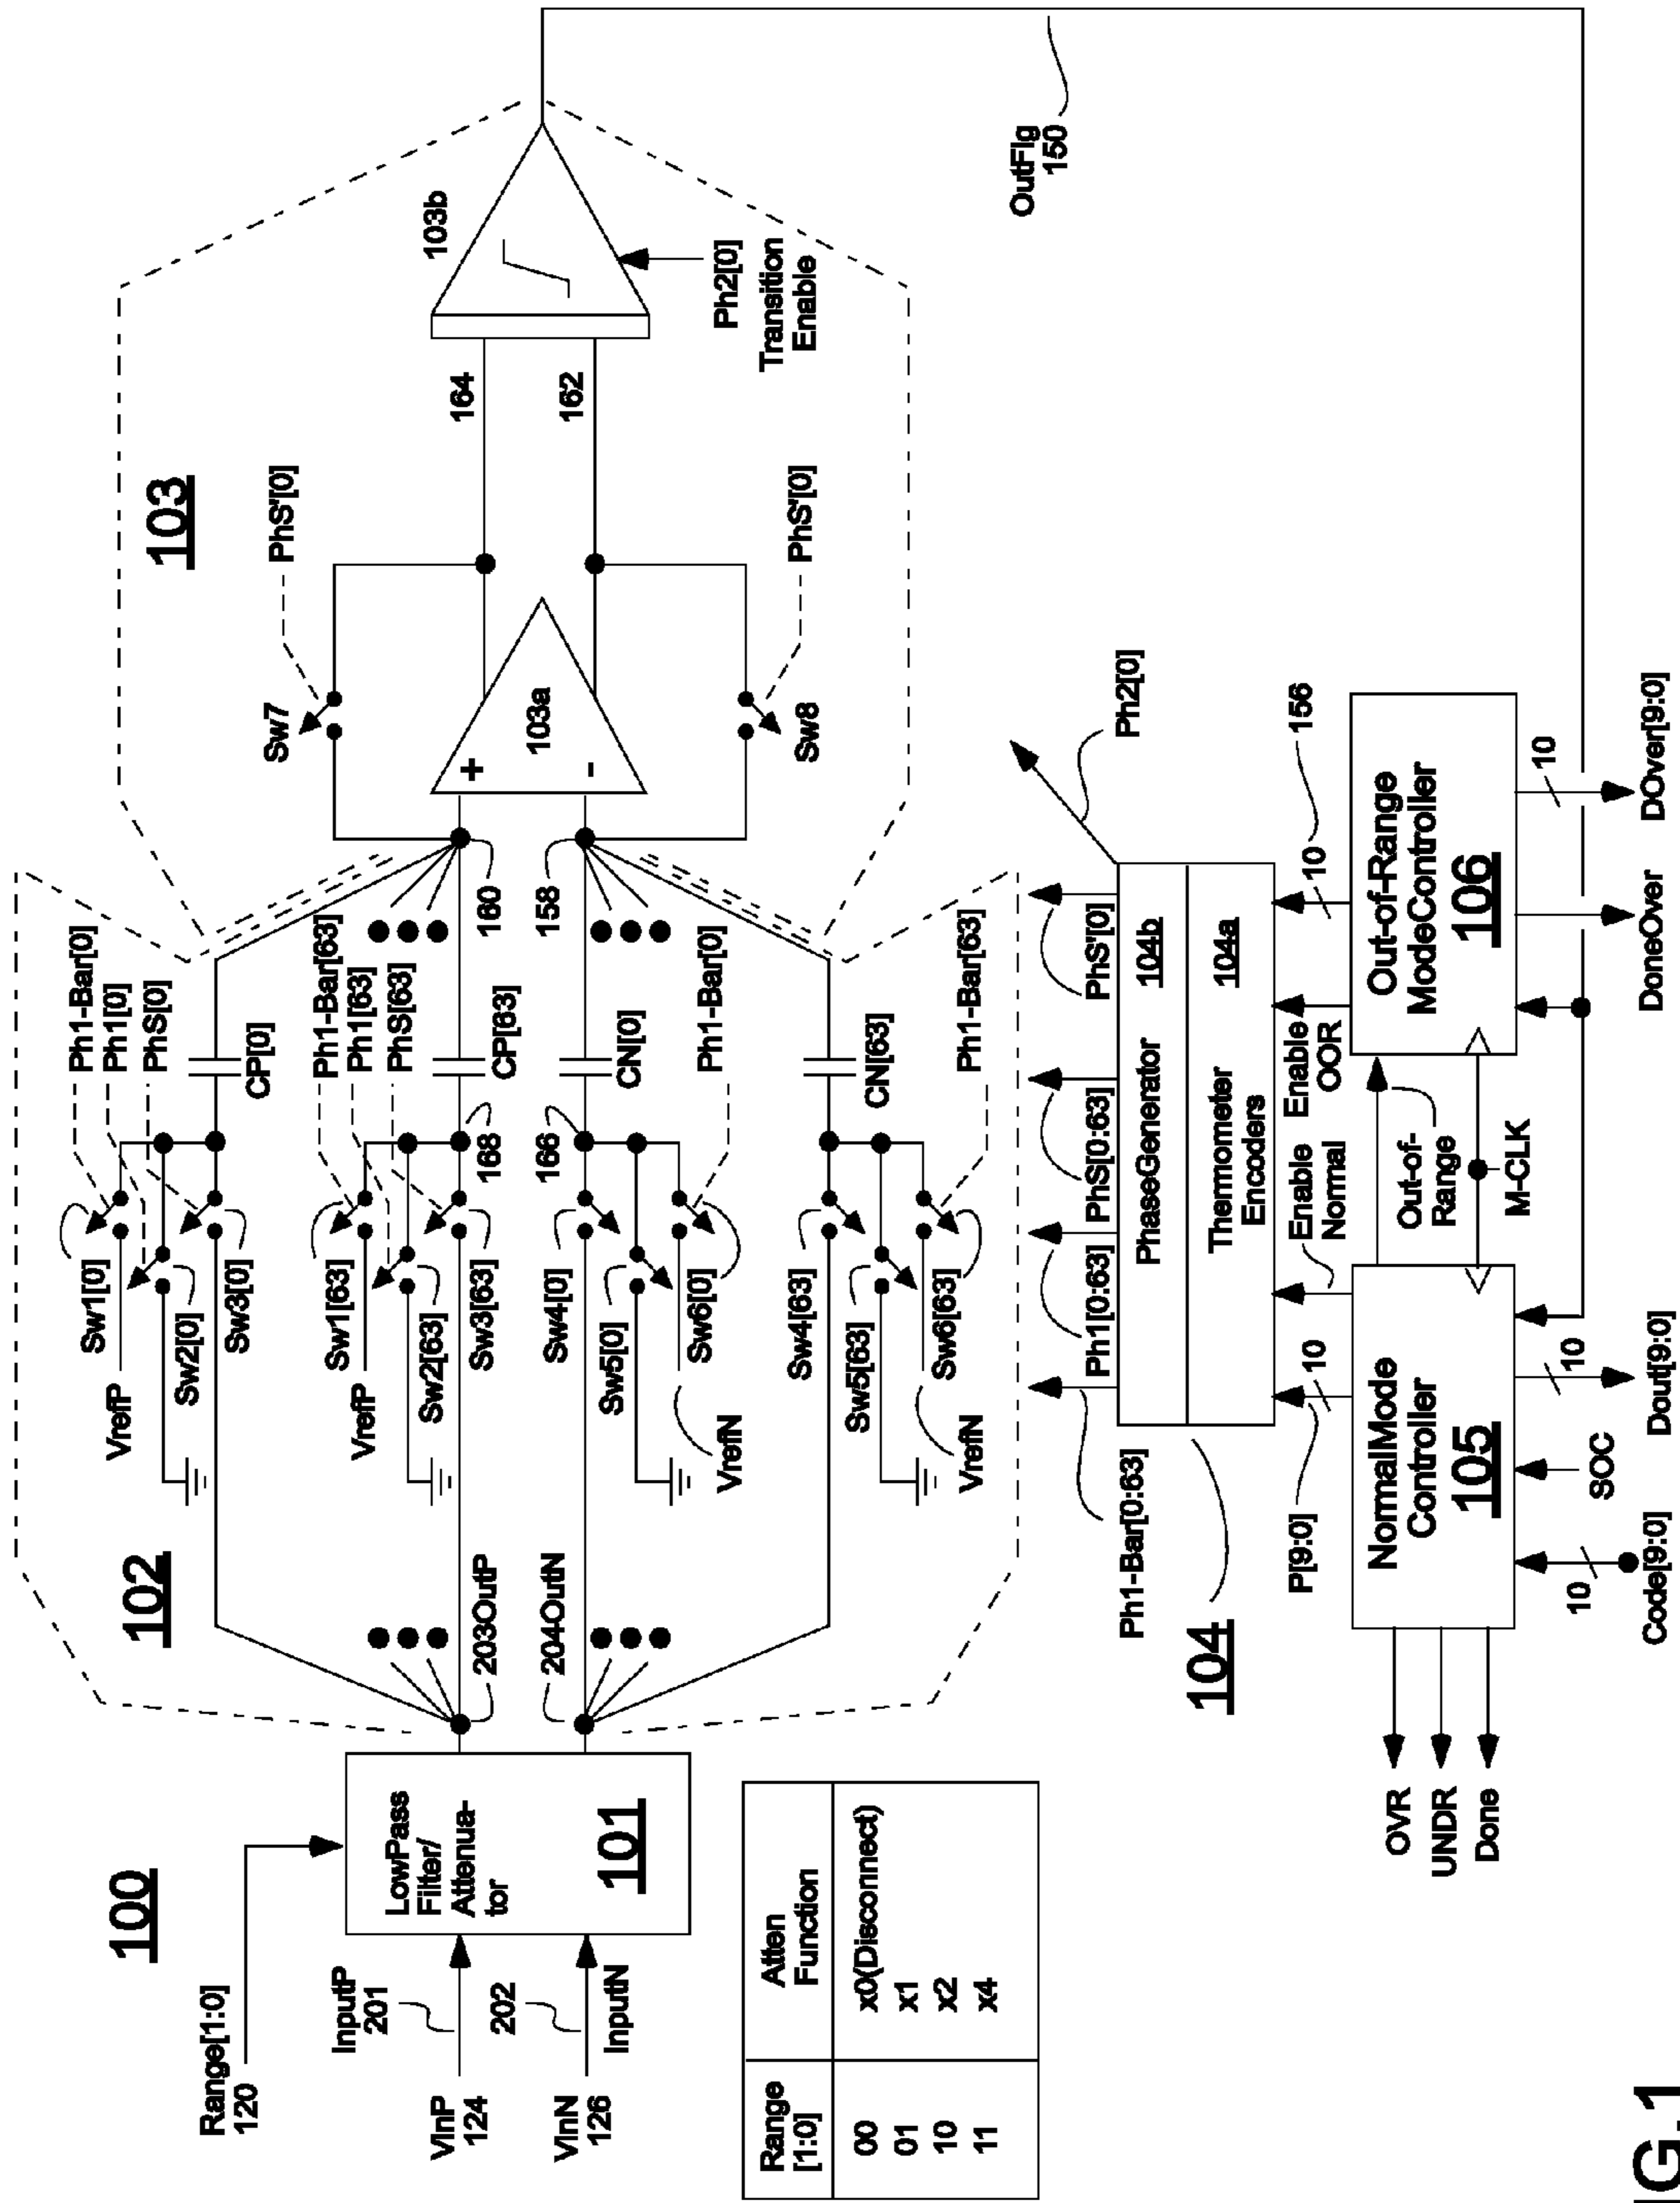 100
Range[1:0]
120
VInP
124
InputP
201
VInN
126
202
InputN
LowPass
Filter/
Attenua-
tor
101
Range
[1:0]
Atten
Function
00
x0(Disconnect)
01
x1
10
x2
11
x4
102
203OutP
204OutN
Sw1[0]
VrefP
Sw2[0]
Sw3[0]
Ph1-Bar[0]
Ph1[0]
PhS[0]
CP[0]
Sw1[63]
VrefP
Sw2[63]
Sw3[63]
Ph1-Bar[63]
Ph1[63]
PhS[63]
CP[63]
168
166
Sw4[0]
Sw5[0]
Sw6[0]
VrefN
CN[0]
Ph1-Bar[0]
Sw4[63]
Sw5[63]
Sw6[63]
VrefN
CN[63]
Ph1-Bar[63]
103
160
158
Sw7
PhS'[0]
+
-
103a
Sw8
PhS'[0]
164
162
103b
Ph2[0]
Transition
Enable
OutFlg
150
104
Ph1-Bar[0:63]
Ph1[0:63]
PhS[0:63]
PhS'[0]
Ph2[0]
PhaseGenerator
104b
Thermometer
Encoders
104a
P[9:0]
10
Enable
Normal
Enable
OOR
10
156
NormalMode
Controller
105
Out-of-
Range
M-CLK
Out-of-Range
ModeController
106
OVR
UNDR
Done
10
Code[9:0]
SOC
10
Dout[9:0]
DoneOver
10
DOver[9:0]